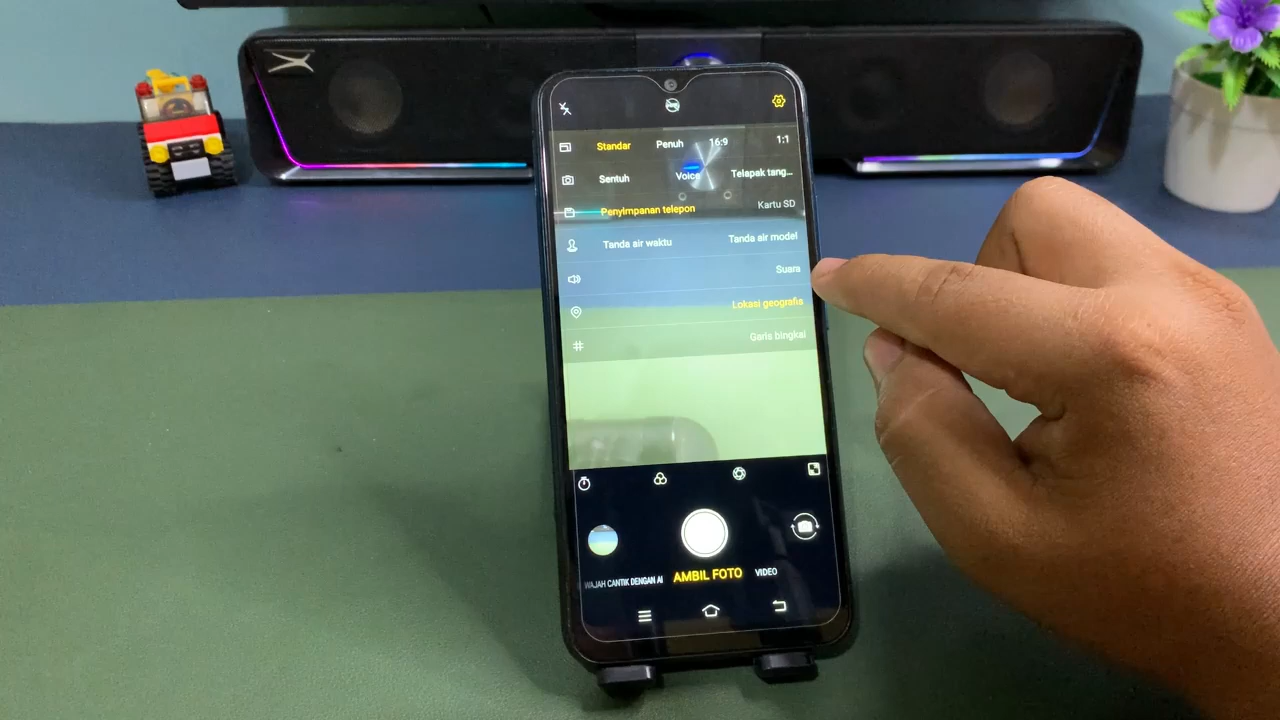 Standar Penuh 16:9 1:1
Sentuh Voice Telapak tang...
Penyimpanan telepon Kartu SD
Tanda air waktu Tanda air model
Suara
Lokasi geografis
Garis bingkai
WAJAH CANTIK DENGAN AI AMBIL FOTO VIDEO